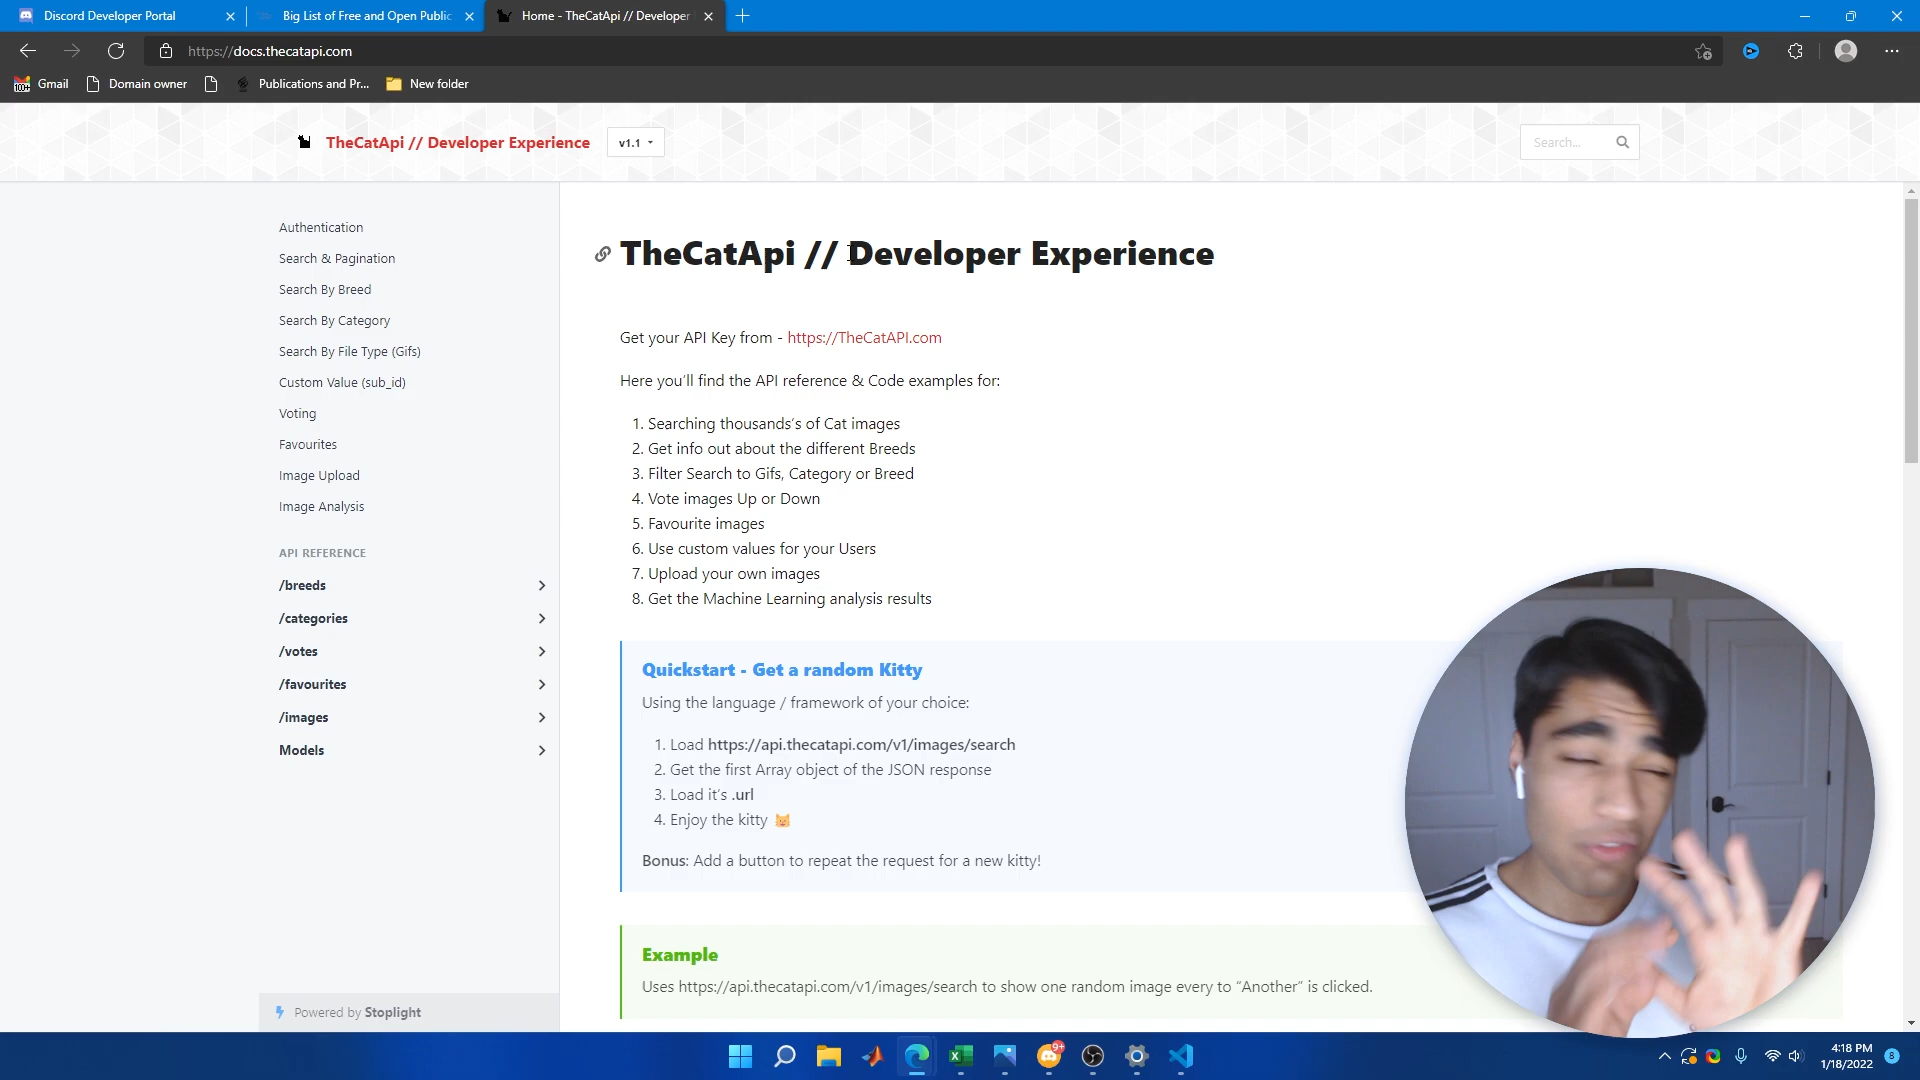 Discord Developer Portal
Big List of Free and Open Public
Home - TheCatApi // Developer
https://docs.thecatapi.com
100+
Gmail
Domain owner
Publications and Pr...
New folder
TheCatApi // Developer Experience
v1.1
Search...
Authentication
Search & Pagination
Search By Breed
Search By Category
Search By File Type (Gifs)
Custom Value (sub_id)
Voting
Favourites
Image Upload
Image Analysis
API REFERENCE
/breeds
/categories
/votes
/favourites
/images
Models
Powered by Stoplight
TheCatApi // Developer Experience
Get your API Key from - https://TheCatAPI.com
Here you'll find the API reference & Code examples for:
1. Searching thousands's of Cat images
2. Get info out about the different Breeds
3. Filter Search to Gifs, Category or Breed
4. Vote images Up or Down
5. Favourite images
6. Use custom values for your Users
7. Upload your own images
8. Get the Machine Learning analysis results
Quickstart - Get a random Kitty
Using the language / framework of your choice:
1. Load https://api.thecatapi.com/v1/images/search
2. Get the first Array object of the JSON response
3. Load it's .url
4. Enjoy the kitty 🐱
Bonus: Add a button to repeat the request for a new kitty!
Example
Uses https://api.thecatapi.com/v1/images/search to show one random image every to “Another” is clicked.
9+
4:18 PM
1/18/2022
8